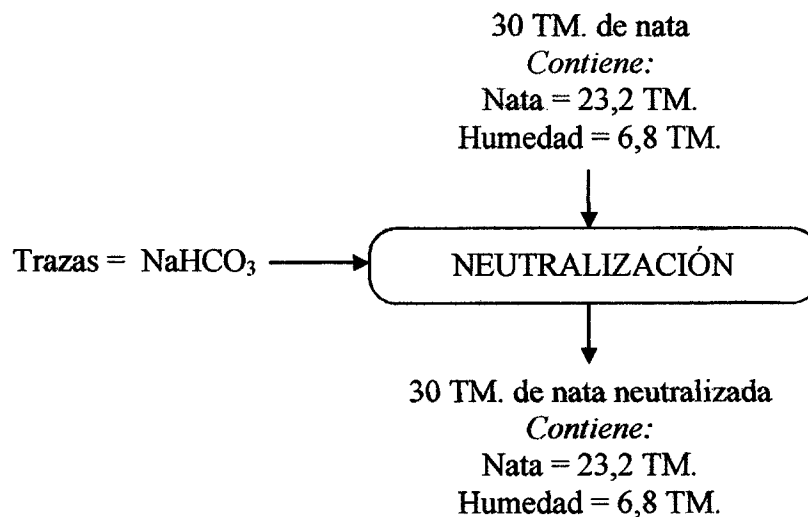 30 TM. de nata
Contiene:
Nata = 23,2 TM.
Humedad = 6,8 TM.
Trazas = NaHCO₃
NEUTRALIZACIÓN
30 TM. de nata neutralizada
Contiene:
Nata = 23,2 TM.
Humedad = 6,8 TM.